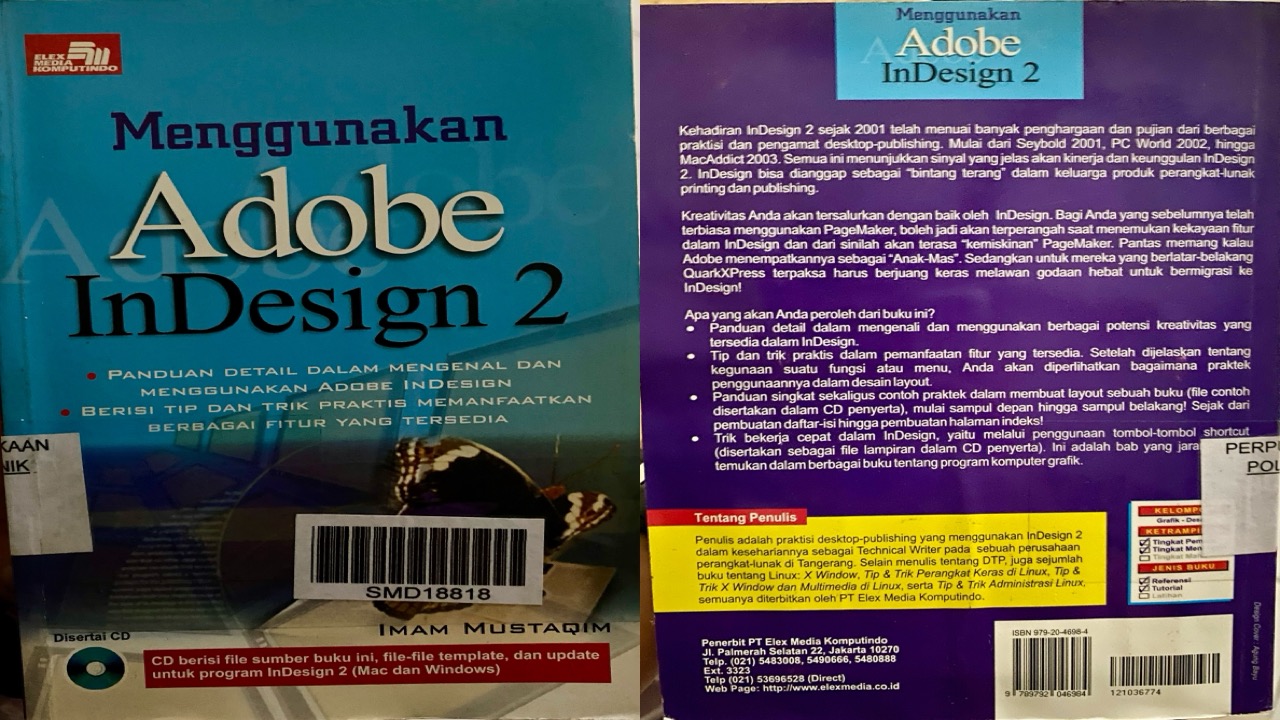 ELEX
MEDIA
KOMPUTINDO
Menggunakan
Adobe
InDesign 2
• PANDUAN DETAIL DALAM MENGENAL DAN
MENGGUNAKAN ADOBE INDESIGN
• BERISI TIP DAN TRIK PRAKTIS MEMANFAATKAN
BERBAGAI FITUR YANG TERSEDIA
SMD18818
IMAM MUSTAQIM
Disertai CD
CD berisi file sumber buku ini, file-file template, dan update
untuk program InDesign 2 (Mac dan Windows)
Menggunakan
Adobe
InDesign 2
Kehadiran InDesign 2 sejak 2001 telah menuai banyak penghargaan dan pujian dari berbagai
praktisi dan pengamat desktop-publishing. Mulai dari Seybold 2001, PC World 2002, hingga
MacAddict 2003. Semua ini menunjukkan sinyal yang jelas akan kinerja dan keunggulan InDesign
2. InDesign bisa dianggap sebagai "bintang terang" dalam keluarga produk perangkat-lunak
printing dan publishing.
Kreativitas Anda akan tersalurkan dengan baik oleh InDesign. Bagi Anda yang sebelumnya telah
terbiasa menggunakan PageMaker, boleh jadi akan terperangah saat menemukan kekayaan fitur
dalam InDesign dan dari sinilah akan terasa "kemiskinan" PageMaker. Pantas memang kalau
Adobe menempatkannya sebagai "Anak-Mas". Sedangkan untuk mereka yang berlatar-belakang
QuarkXPress terpaksa harus berjuang keras melawan godaan hebat untuk bermigrasi ke
InDesign!
Apa yang akan Anda peroleh dari buku ini?
• Panduan detail dalam mengenali dan menggunakan berbagai potensi kreativitas yang
tersedia dalam InDesign.
• Tip dan trik praktis dalam pemanfaatan fitur yang tersedia. Setelah dijelaskan tentang
kegunaan suatu fungsi atau menu, Anda akan diperlihatkan bagaimana praktek
penggunaannya dalam desain layout.
• Panduan singkat sekaligus contoh praktek dalam membuat layout sebuah buku (file contoh
disertakan dalam CD penyerta), mulai sampul depan hingga sampul belakang! Sejak dari
pembuatan daftar-isi hingga pembuatan halaman indeks!
• Trik bekerja cepat dalam InDesign, yaitu melalui penggunaan tombol-tombol shortcut
(disertakan sebagai file lampiran dalam CD penyerta). Ini adalah bab yang
temukan dalam berbagai buku tentang program komputer grafik.
Tentang Penulis
Penulis adalah praktisi desktop-publishing yang menggunakan InDesign 2
dalam kesehariannya sebagai Technical Writer pada sebuah perusahaan
perangkat-lunak di Tangerang. Selain menulis tentang DTP, juga sejumlah
buku tentang Linux: X Window, Tip & Trik Perangkat Keras di Linux, Tip &
Trik X Window dan Multimedia di Linux, serta Tip & Trik Administrasi Linux,
semuanya diterbitkan oleh PT Elex Media Komputindo.
Tingkat
Tingkat
Tingkat
JENIS BUKU
Referensi
Tutorial
Latihan
Penerbit PT Elex Media Komputindo
Jl. Palmerah Selatan 22, Jakarta 10270
Telp. (021) 5483008, 5490666, 5480888
Ext. 3323
Telp (021) 53696528 (Direct)
Web Page: http://www.elexmedia.co.id
ISBN 979-20-4698-4
9 789792 046984
121036774
Design Cover : Agung Bayu